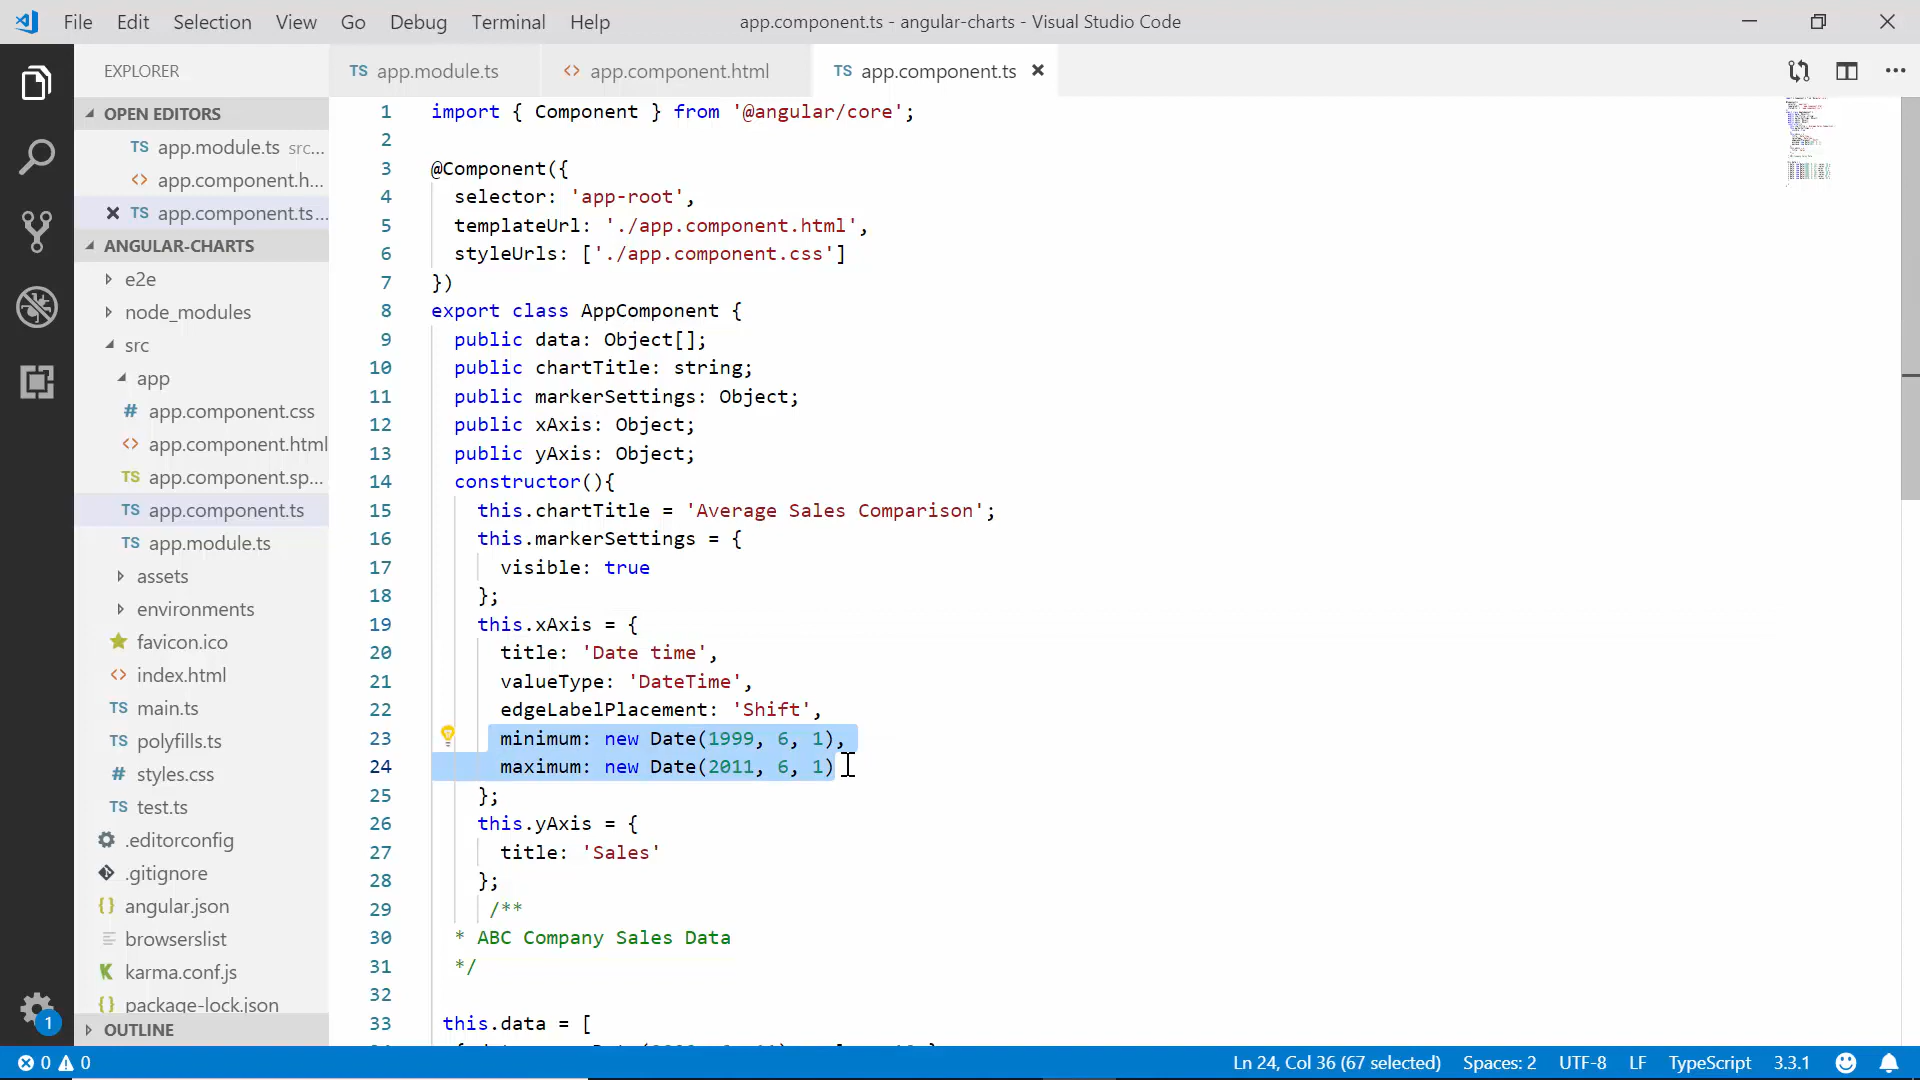 File Edit Selection View Go Debug Terminal Help app.component.ts - angular-charts - Visual Studio Code
EXPLORER
OPEN EDITORS
TS app.module.ts src...
<> app.component.h...
TS app.component.ts...
ANGULAR-CHARTS
e2e
node_modules
src
app
# app.component.css
<> app.component.html
TS app.component.sp...
TS app.component.ts
TS app.module.ts
assets
environments
favicon.ico
<> index.html
TS main.ts
TS polyfills.ts
# styles.css
TS test.ts
.editorconfig
.gitignore
{} angular.json
browserslist
K karma.conf.js
{} package-lock.json
OUTLINE
1
TS app.module.ts <> app.component.html TS app.component.ts
1 import { Component } from '@angular/core';
2
3 @Component({
4 selector: 'app-root',
5 templateUrl: './app.component.html',
6 styleUrls: ['./app.component.css']
7 })
8 export class AppComponent {
9 public data: Object[];
10 public chartTitle: string;
11 public markerSettings: Object;
12 public xAxis: Object;
13 public yAxis: Object;
14 constructor(){
15 this.chartTitle = 'Average Sales Comparison';
16 this.markerSettings = {
17 visible: true
18 };
19 this.xAxis = {
20 title: 'Date time',
21 valueType: 'DateTime',
22 edgeLabelPlacement: 'Shift',
23 minimum: new Date(1999, 6, 1),
24 maximum: new Date(2011, 6, 1)
25 };
26 this.yAxis = {
27 title: 'Sales'
28 };
29 /**
30 * ABC Company Sales Data
31 */
32
33 this.data = [
0 0 Ln 24, Col 36 (67 selected) Spaces: 2 UTF-8 LF TypeScript 3.3.1